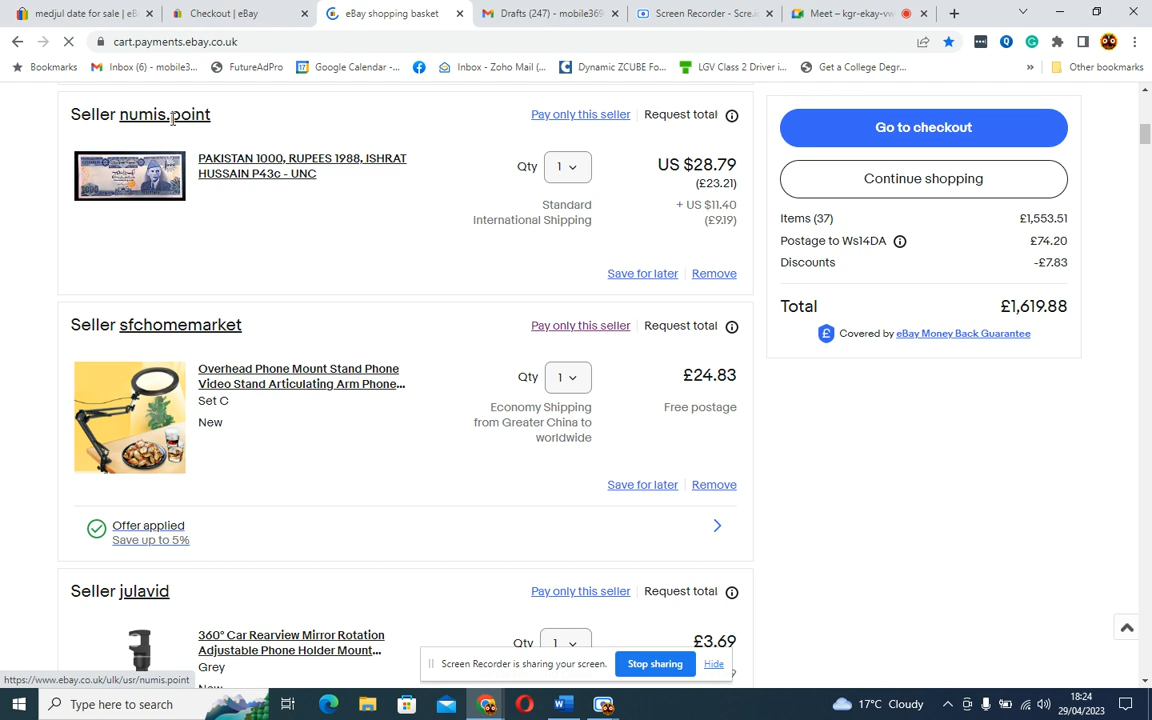 medjul date for sale | eB
Checkout | eBay
eBay shopping basket
Drafts (247) - mobile369
Screen Recorder - Scre
Meet – kgr-ekay-vw
cart.payments.ebay.co.uk
Bookmarks
Inbox (6) - mobile3...
FutureAdPro
Google Calendar -...
Inbox - Zoho Mail (...
Dynamic ZCUBE Fo...
LGV Class 2 Driver i...
Get a College Degr...
»
Other bookmarks
Seller numis.point
Pay only this seller
Request total
PAKISTAN 1000, RUPEES 1988, ISHRAT
HUSSAIN P43c - UNC
Qty 1
US $28.79
(£23.21)
Standard
International Shipping
+ US $11.40
(£9.19)
Save for later
Remove
Seller sfchomemarket
Pay only this seller
Request total
Overhead Phone Mount Stand Phone
Video Stand Articulating Arm Phone...
Set C
New
Qty 1
£24.83
Economy Shipping
from Greater China to
worldwide
Free postage
Save for later
Remove
Offer applied
Save up to 5%
Seller julavid
Pay only this seller
Request total
360° Car Rearview Mirror Rotation
Adjustable Phone Holder Mount...
Grey
Qty 1
£3.69
Go to checkout
Continue shopping
Items (37)
£1,553.51
Postage to Ws14DA
£74.20
Discounts
-£7.83
Total
£1,619.88
Covered by eBay Money Back Guarantee
Screen Recorder is sharing your screen.
Stop sharing
Hide
https://www.ebay.co.uk/ulk/usr/numis.point
Type here to search
17°C Cloudy
18:24
29/04/2023